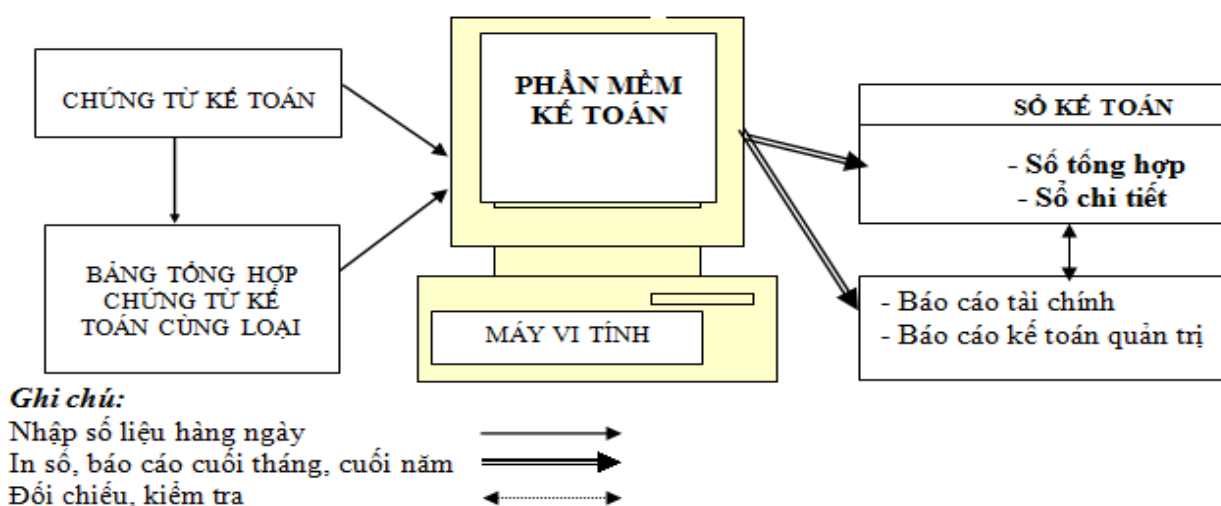 CHỨNG TỪ KẾ TOÁN
BẢNG TỔNG HỢP
CHỨNG TỪ KẾ
TOÁN CÙNG LOẠI
PHẦN MỀM
KẾ TOÁN
MÁY VI TÍNH
SỔ KẾ TOÁN
- Sổ tổng hợp
- Sổ chi tiết
- Báo cáo tài chính
- Báo cáo kế toán quản trị
Ghi chú:
Nhập số liệu hàng ngày
In sổ, báo cáo cuối tháng, cuối năm
Đối chiếu, kiểm tra